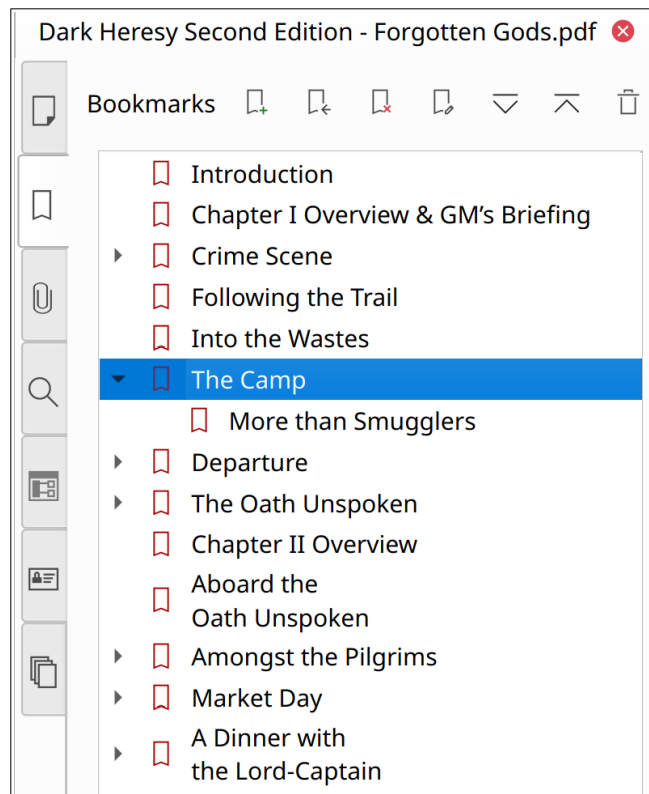 Dark Heresy Second Edition - Forgotten Gods.pdf
Bookmarks
Introduction
Chapter I Overview & GM’s Briefing
Crime Scene
Following the Trail
Into the Wastes
The Camp
More than Smugglers
Departure
The Oath Unspoken
Chapter II Overview
Aboard the
Oath Unspoken
Amongst the Pilgrims
Market Day
A Dinner with
the Lord-Captain